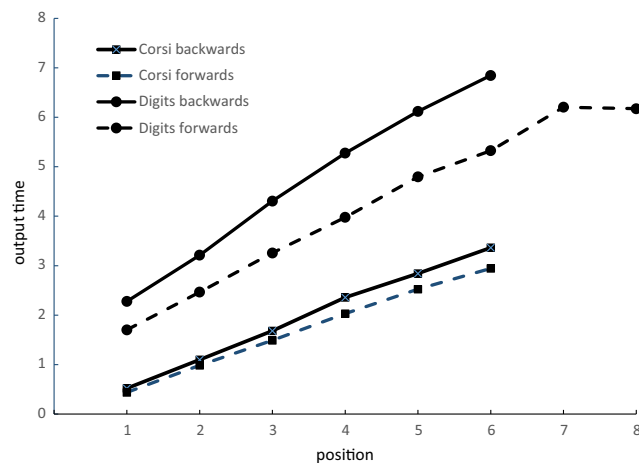 8
7
6
5
4
3
2
1
0
output time
Corsi backwards
Corsi forwards
Digits backwards
Digits forwards
1 2 3 4 5 6 7 8
position